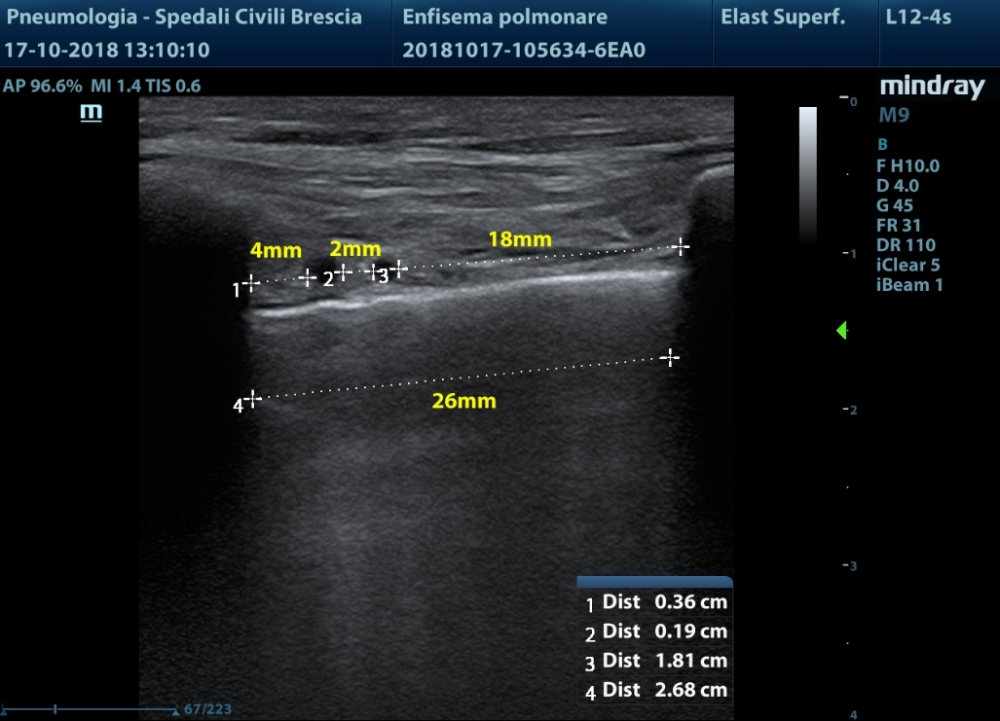 Pneumologia - Spedali Civili Brescia
Enfisema polmonare
Elast Superf.
L12-4s
17-10-2018 13:10:10
20181017-105634-6EA0
AP 96.6% MI 1.4 TIS 0.6
mindray
m
0
M9
B
F H10.0
D 4.0
G 45
FR 31
DR 110
iClear 5
iBeam 1
4mm
2mm
18mm
1
2
3
1
4
26mm
2
3
1 Dist 0.36 cm
2 Dist 0.19 cm
3 Dist 1.81 cm
4 Dist 2.68 cm
67/223
4